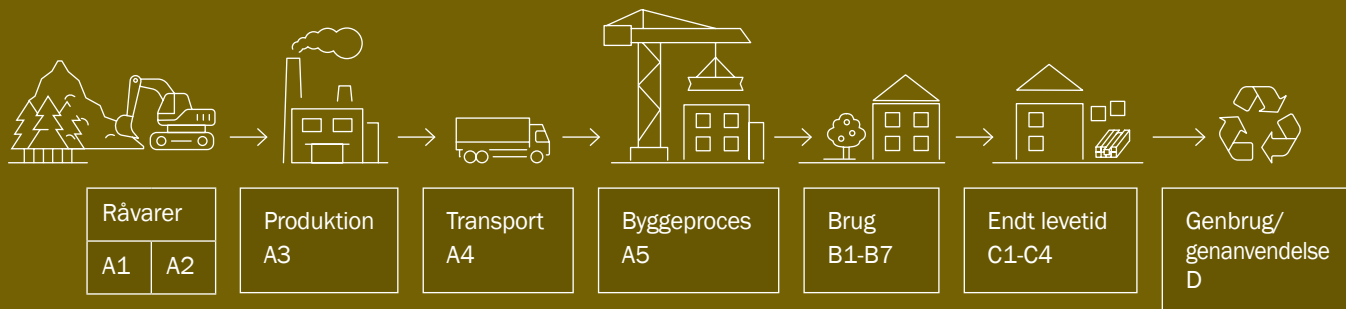 Råvarer
A1 A2
Produktion
A3
Transport
A4
Byggeproces
A5
Brug
B1-B7
Endt levetid
C1-C4
Genbrug/
genanvendelse
D